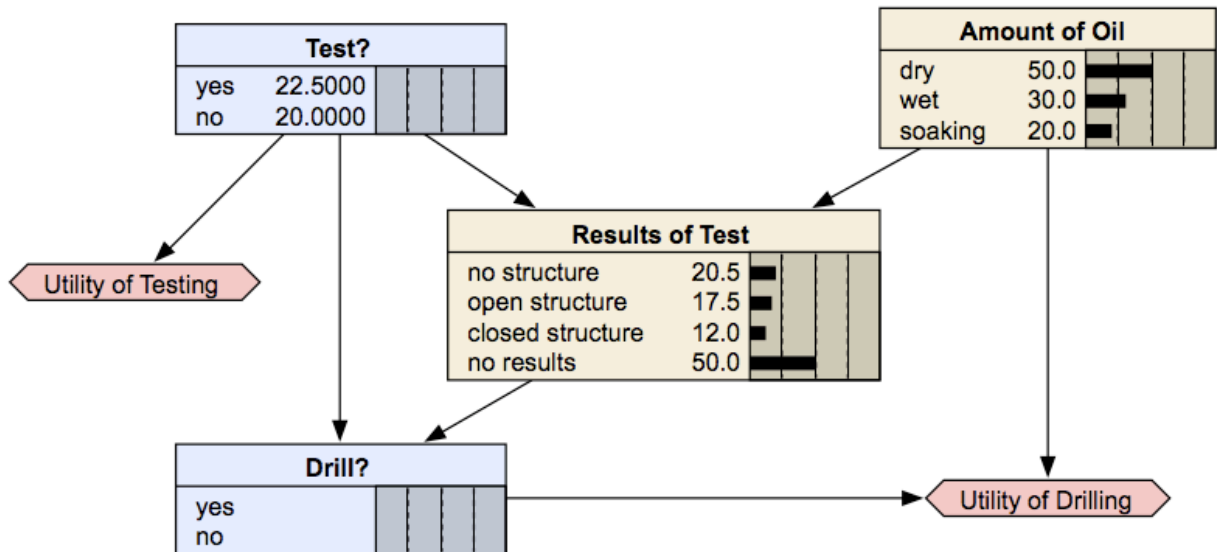 Test?
yes 22.5000
no 20.0000
Amount of Oil
dry 50.0
wet 30.0
soaking 20.0
Results of Test
no structure 20.5
open structure 17.5
closed structure 12.0
no results 50.0
Utility of Testing
Drill?
yes
no
Utility of Drilling